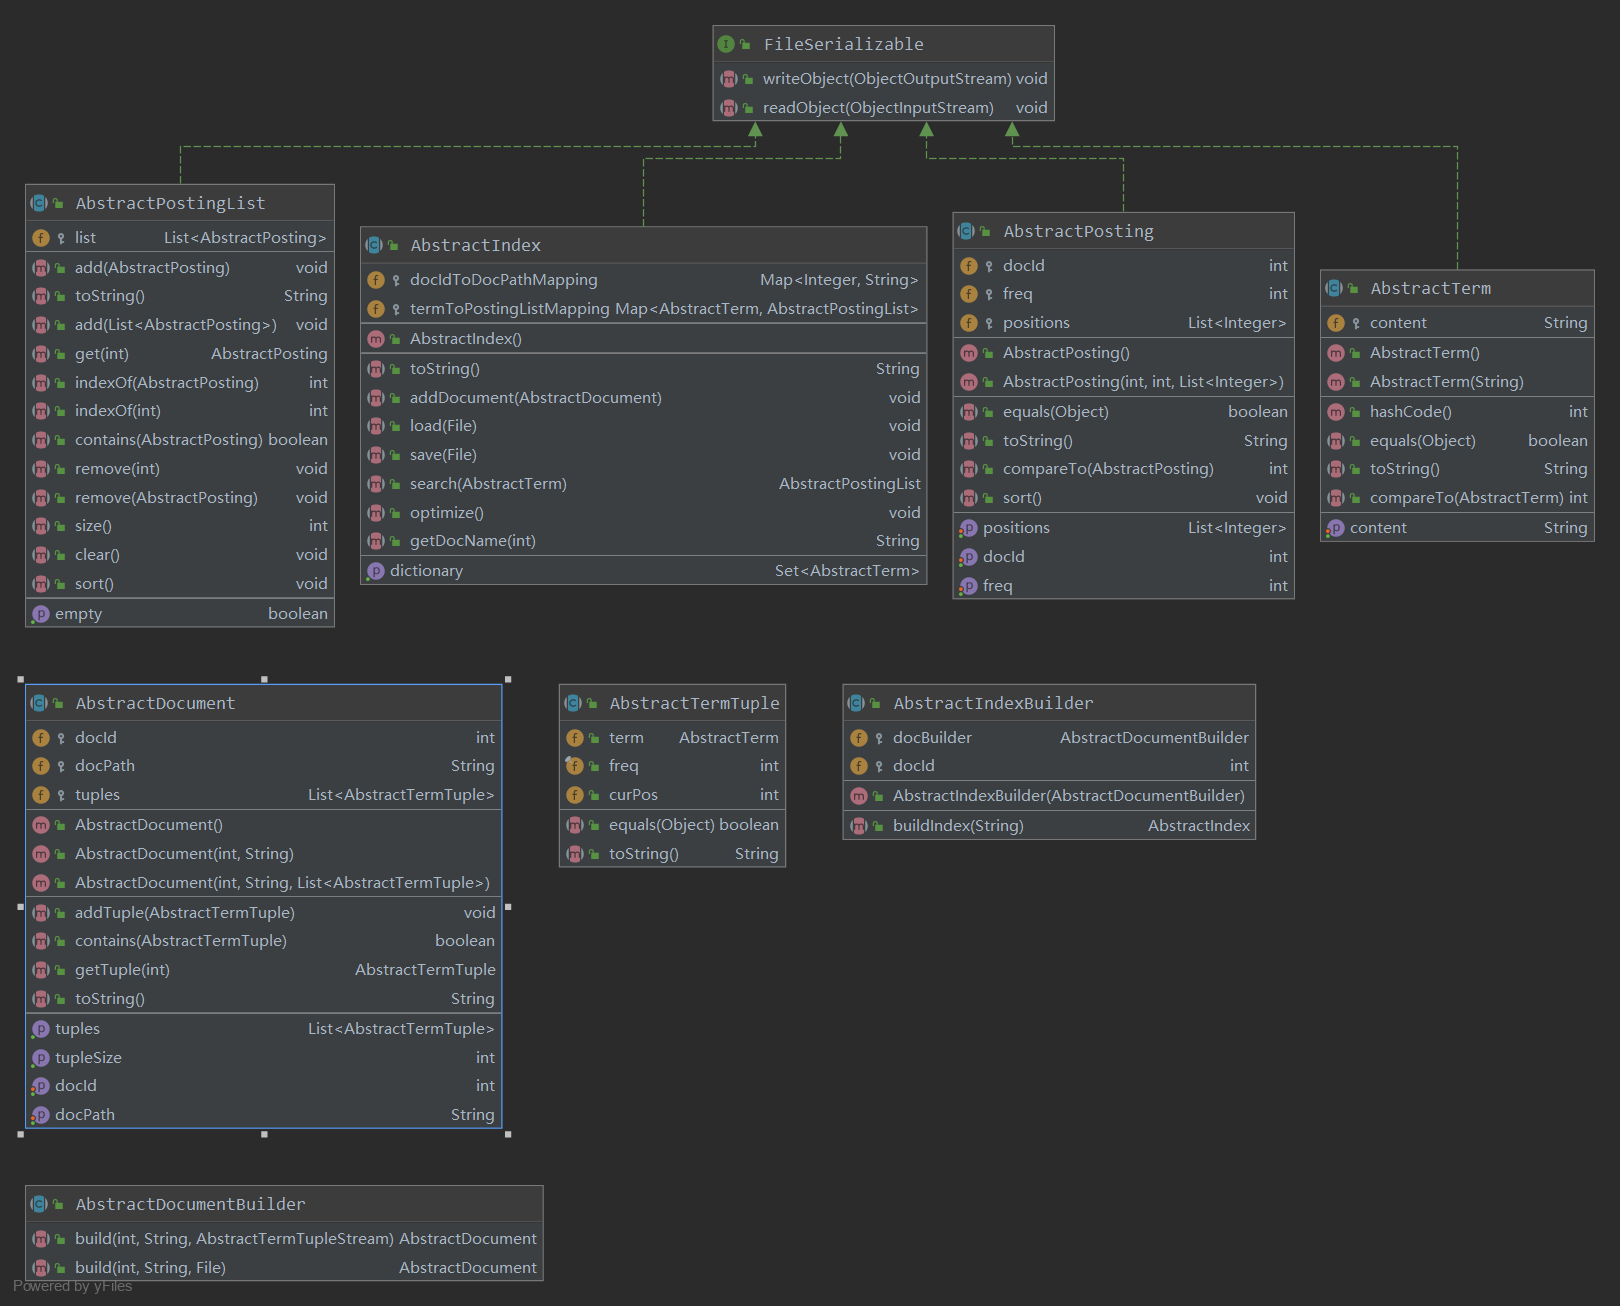 FileSerializable
writeObject(ObjectOutputStream) void
readObject(ObjectInputStream) void
AbstractPostingList
list List<AbstractPosting>
add(AbstractPosting) void
toString() String
add(List<AbstractPosting>) void
get(int) AbstractPosting
indexOf(AbstractPosting) int
indexOf(int) int
contains(AbstractPosting) boolean
remove(int) void
remove(AbstractPosting) void
size() int
clear() void
sort() void
empty boolean
AbstractIndex
docIdToDocPathMapping Map<Integer, String>
termToPostingListMapping Map<AbstractTerm, AbstractPostingList>
AbstractIndex()
toString() String
addDocument(AbstractDocument) void
load(File) void
save(File) void
search(AbstractTerm) AbstractPostingList
optimize() void
getDocName(int) String
dictionary Set<AbstractTerm>
AbstractPosting
docId int
freq int
positions List<Integer>
AbstractPosting()
AbstractPosting(int, int, List<Integer>)
equals(Object) boolean
toString() String
compareTo(AbstractPosting) int
sort() void
positions List<Integer>
docId int
freq int
AbstractTerm
content String
AbstractTerm()
AbstractTerm(String)
hashCode() int
equals(Object) boolean
toString() String
compareTo(AbstractTerm) int
content String
AbstractDocument
docId int
docPath String
tuples List<AbstractTermTuple>
AbstractDocument()
AbstractDocument(int, String)
AbstractDocument(int, String, List<AbstractTermTuple>)
addTuple(AbstractTermTuple) void
contains(AbstractTermTuple) boolean
getTuple(int) AbstractTermTuple
toString() String
tuples List<AbstractTermTuple>
tupleSize int
docId int
docPath String
AbstractTermTuple
term AbstractTerm
freq int
curPos int
equals(Object) boolean
toString() String
AbstractIndexBuilder
docBuilder AbstractDocumentBuilder
docId int
AbstractIndexBuilder(AbstractDocumentBuilder)
buildIndex(String) AbstractIndex
AbstractDocumentBuilder
build(int, String, AbstractTermTupleStream) AbstractDocument
build(int, String, File) AbstractDocument
Powered by yFiles